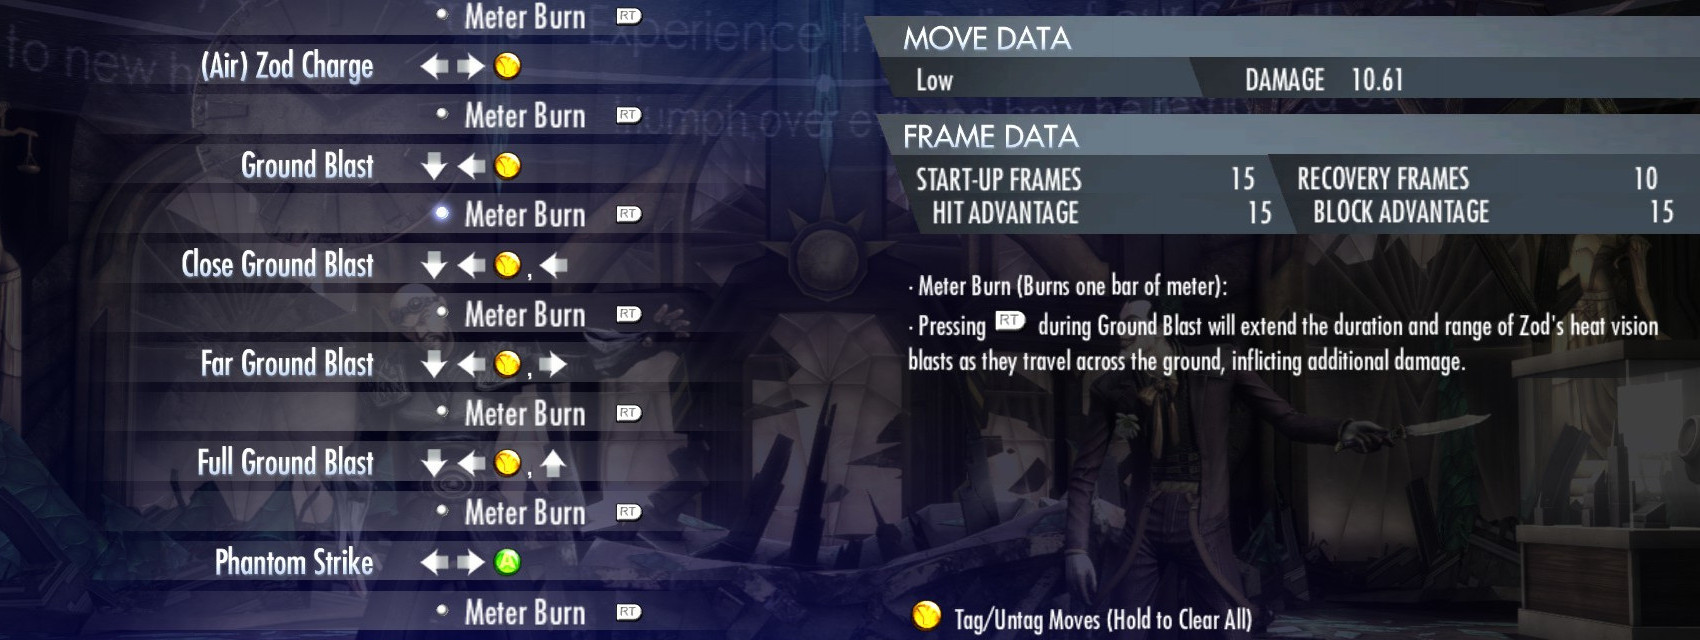 Meter Burn RT
(Air) Zod Charge Y
Meter Burn RT
Ground Blast Y
Meter Burn RT
Close Ground Blast Y ,
Meter Burn RT
Far Ground Blast Y ,
Meter Burn RT
Full Ground Blast Y ,
Meter Burn RT
Phantom Strike A
Meter Burn RT
MOVE DATA
Low DAMAGE 10.61
FRAME DATA
START-UP FRAMES 15 RECOVERY FRAMES 10
HIT ADVANTAGE 15 BLOCK ADVANTAGE 15
· Meter Burn (Burns one bar of meter):
· Pressing RT during Ground Blast will extend the duration and range of Zod's heat vision
blasts as they travel across the ground, inflicting additional damage.
Y Tag/Untag Moves (Hold to Clear All)
to new
Experience
umph over